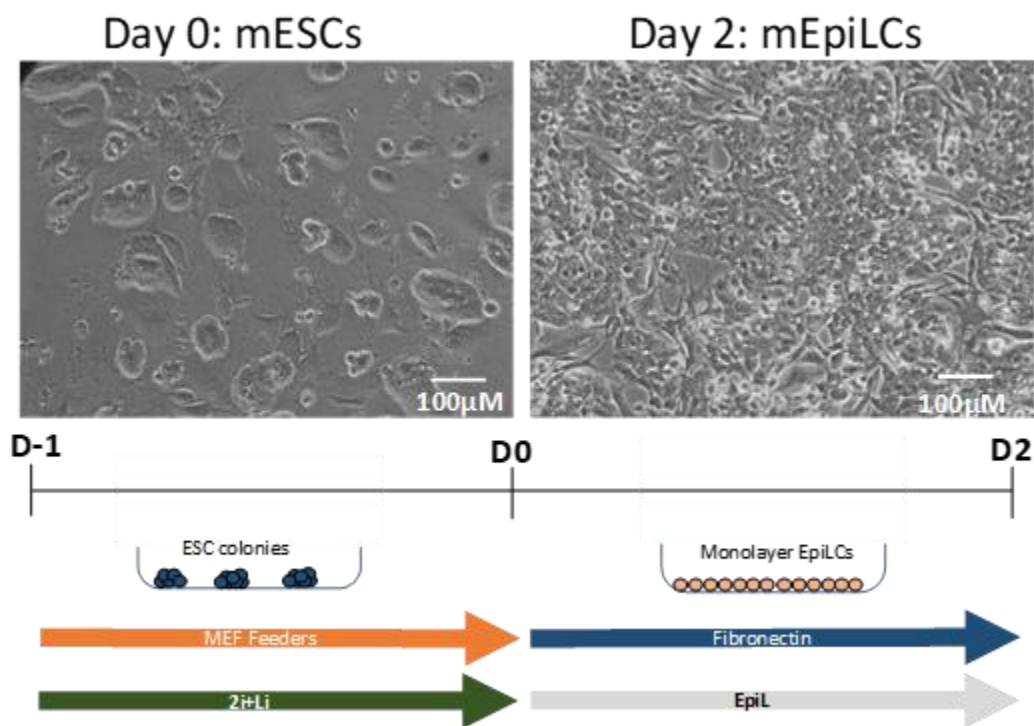 Day 0: mESCs
Day 2: mEpiLCs
100μM
100μM
D-1
D0
D2
ESC colonies
Monolayer EpiLCs
MEF Feeders
Fibronectin
2i+Li
EpiL